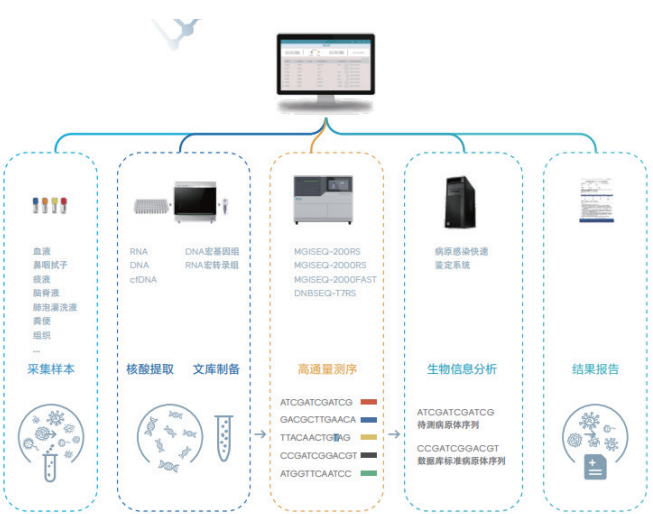 血液
鼻咽拭子
痰液
脑脊液
肺泡灌洗液
粪便
组织
...
采集样本
RNA
DNA
cfDNA
DNA宏基因组
RNA宏转录组
核酸提取
文库制备
MGISEQ-200RS
MGISEQ-2000RS
MGISEQ-2000FAST
DNBSEQ-T7RS
高通量测序
ATCGATCGATCG
GACGCTTGAACA
TTACAACTGTAG
CCGATCGGACGT
ATGGTTCAATCC
病原感染快速
鉴定系统
生物信息分析
ATCGATCGATCG
待测病原体序列
CCGATCGGACGT
数据库标准病原体序列
结果报告